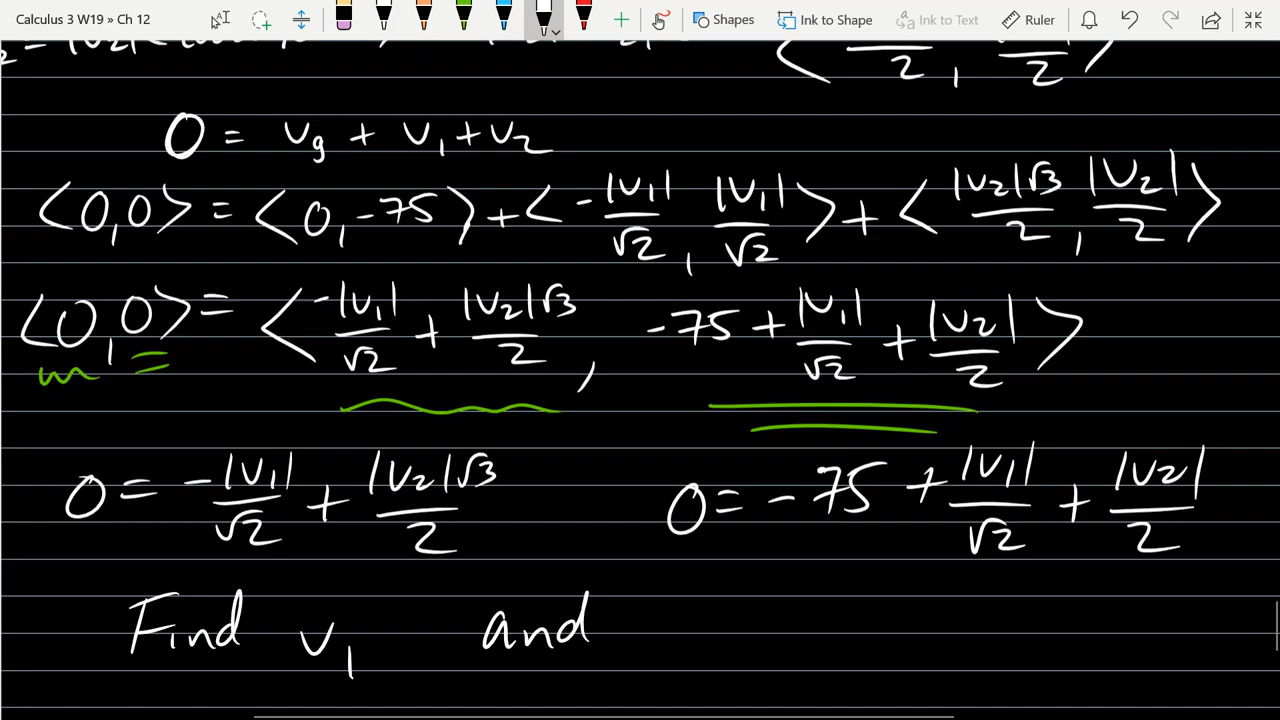 Calculus 3 W19 » Ch 12 Shapes Ink to Shape Ink to Text Ruler
0 = v_g + v_1 + v_2
<0, 0> = <0, -75> + <-|v_1|/√2, |v_1|/√2> + <|v_2|√3/2, |v_2|/2>
<0, 0> = <-|v_1|/√2 + |v_2|√3/2, -75 + |v_1|/√2 + |v_2|/2>
0 = -|v_1|/√2 + |v_2|√3/2 0 = -75 + |v_1|/√2 + |v_2|/2
Find v_1 and